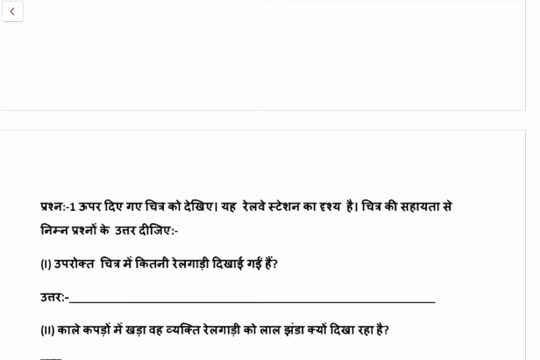 प्रश्न:-1 ऊपर दिए गए चित्र को देखिए। यह रेलवे स्टेशन का दृश्य है। चित्र की सहायता से
निम्न प्रश्नों के उत्तर दीजिए:-
(I) उपरोक्त चित्र में कितनी रेलगाड़ी दिखाई गई हैं?
उत्तर:-
(II) काले कपड़ों में खड़ा वह व्यक्ति रेलगाड़ी को लाल झंडा क्यों दिखा रहा है?